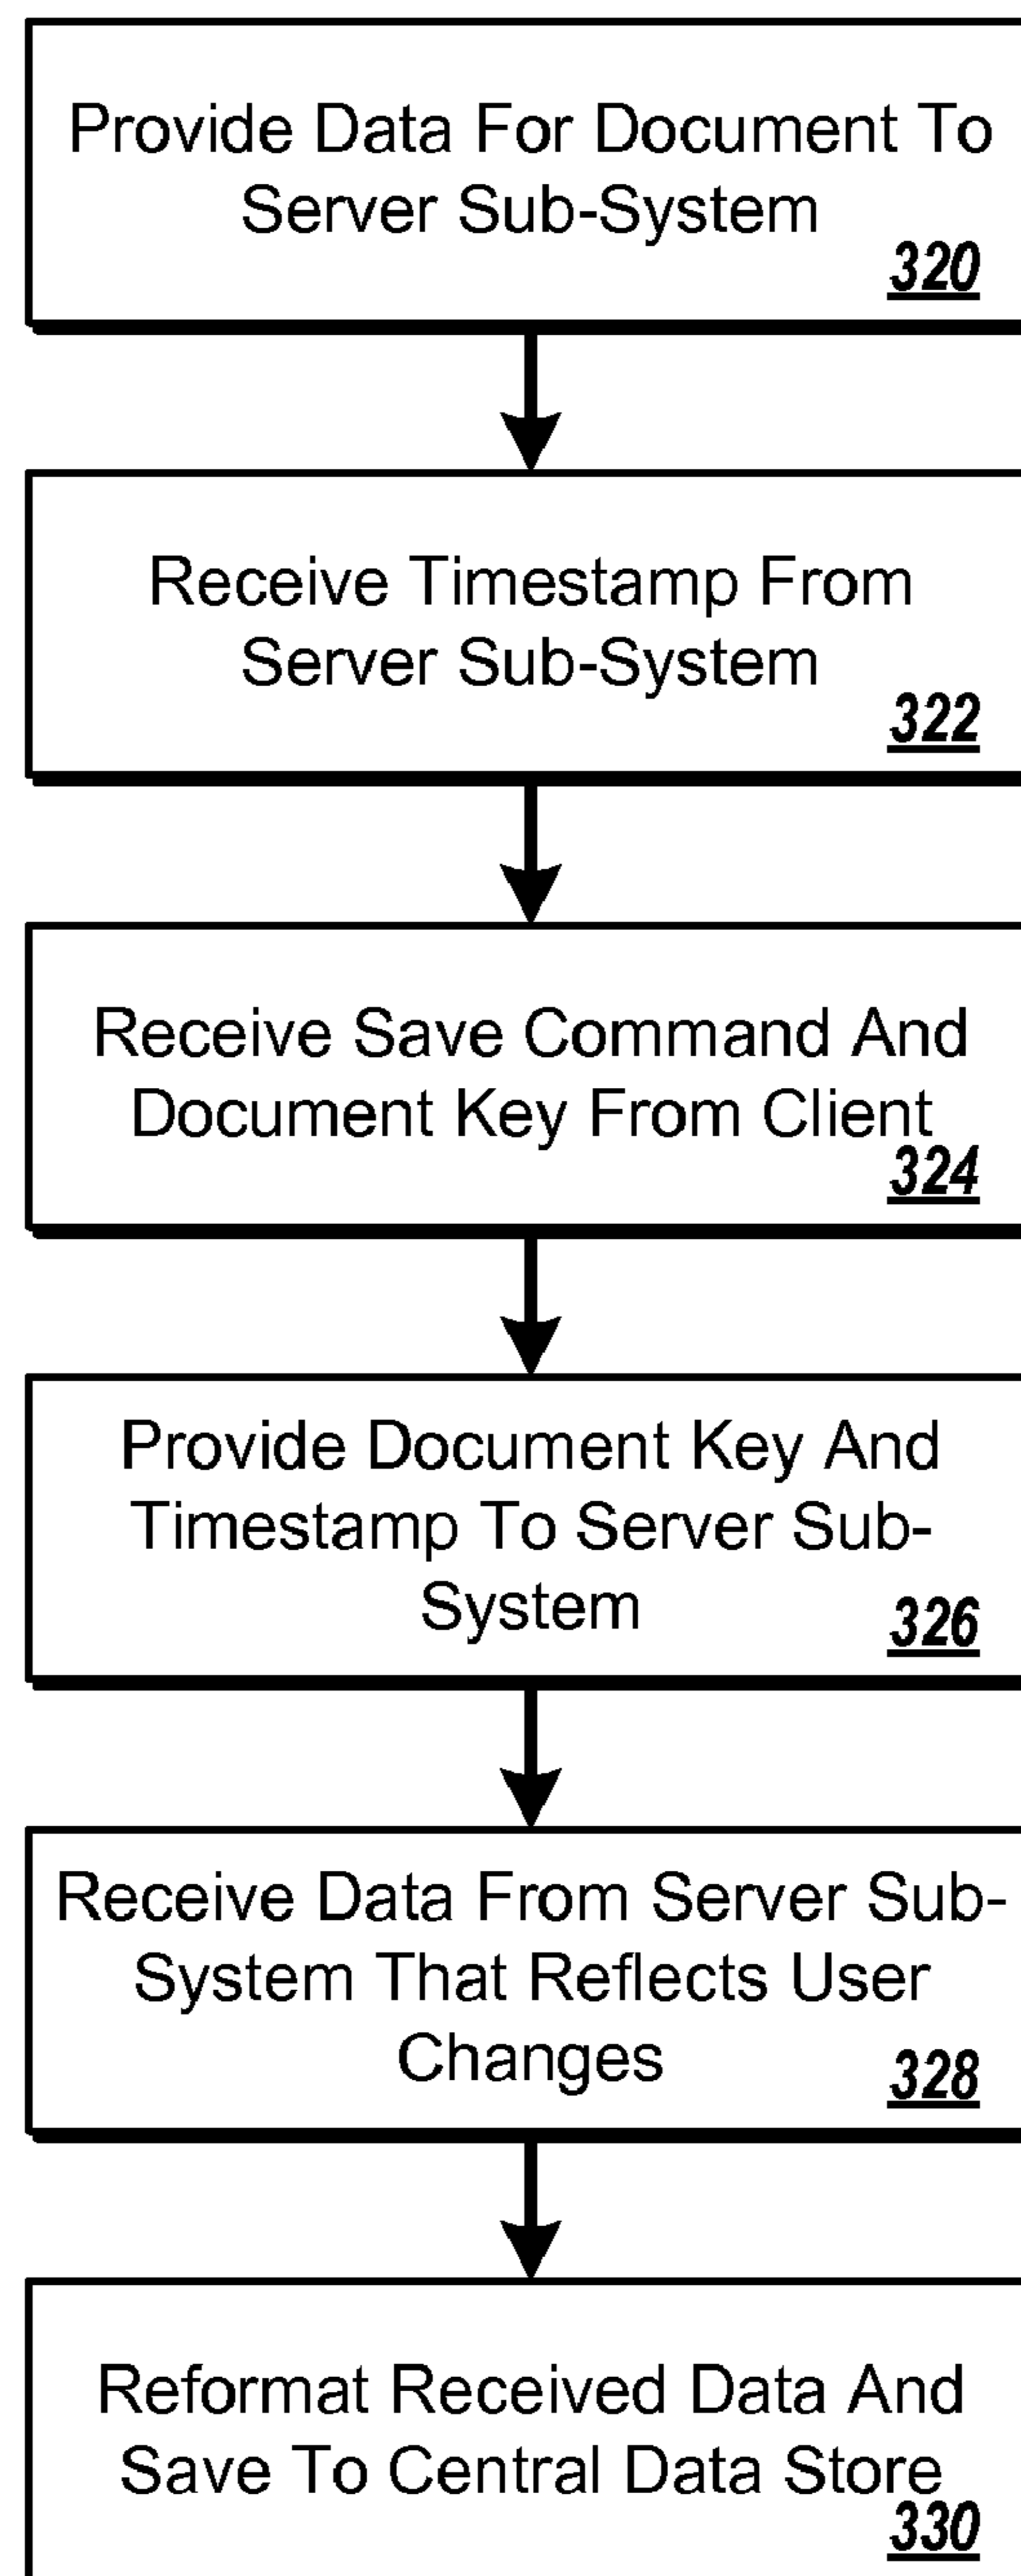 Provide Data For Document To
Server Sub-System
320
Receive Timestamp From
Server Sub-System
322
Receive Save Command And
Document Key From Client
324
Provide Document Key And
Timestamp To Server Sub-
System
326
Receive Data From Server Sub-
System That Reflects User
Changes
328
Reformat Received Data And
Save To Central Data Store
330